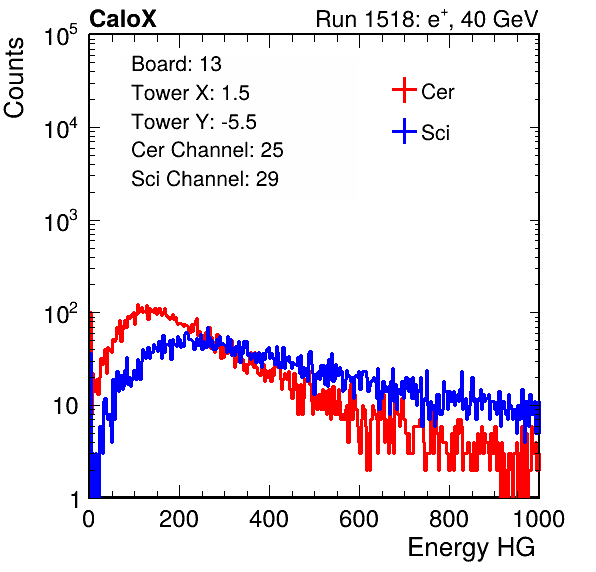 CaloX Run 1518: e⁺, 40 GeV
Counts
Board: 13
Tower X: 1.5
Tower Y: -5.5
Cer Channel: 25
Sci Channel: 29
Cer
Sci
10⁵
10⁴
10³
10²
10
1
0 200 400 600 800 1000
Energy HG